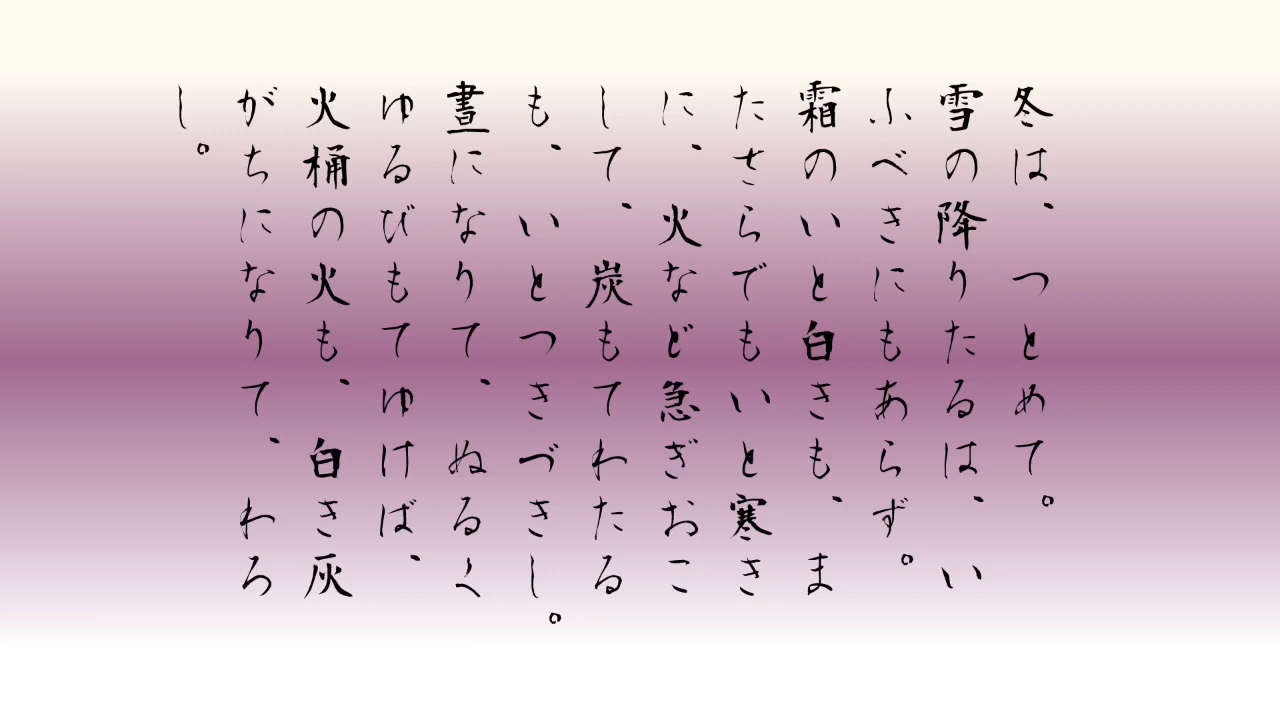 冬は、つとめて。
雪の降りたるは、い
ふべきにもあらず。
霜のいと白きも、ま
たさらでもいと寒き
に、火など急ぎおこ
して、炭もてわたる
も、いとつきづきし。
晝になりて、ぬるく
ゆるびもてゆけば、
火桶の火も、白き灰
がちになりて、わろ
し。